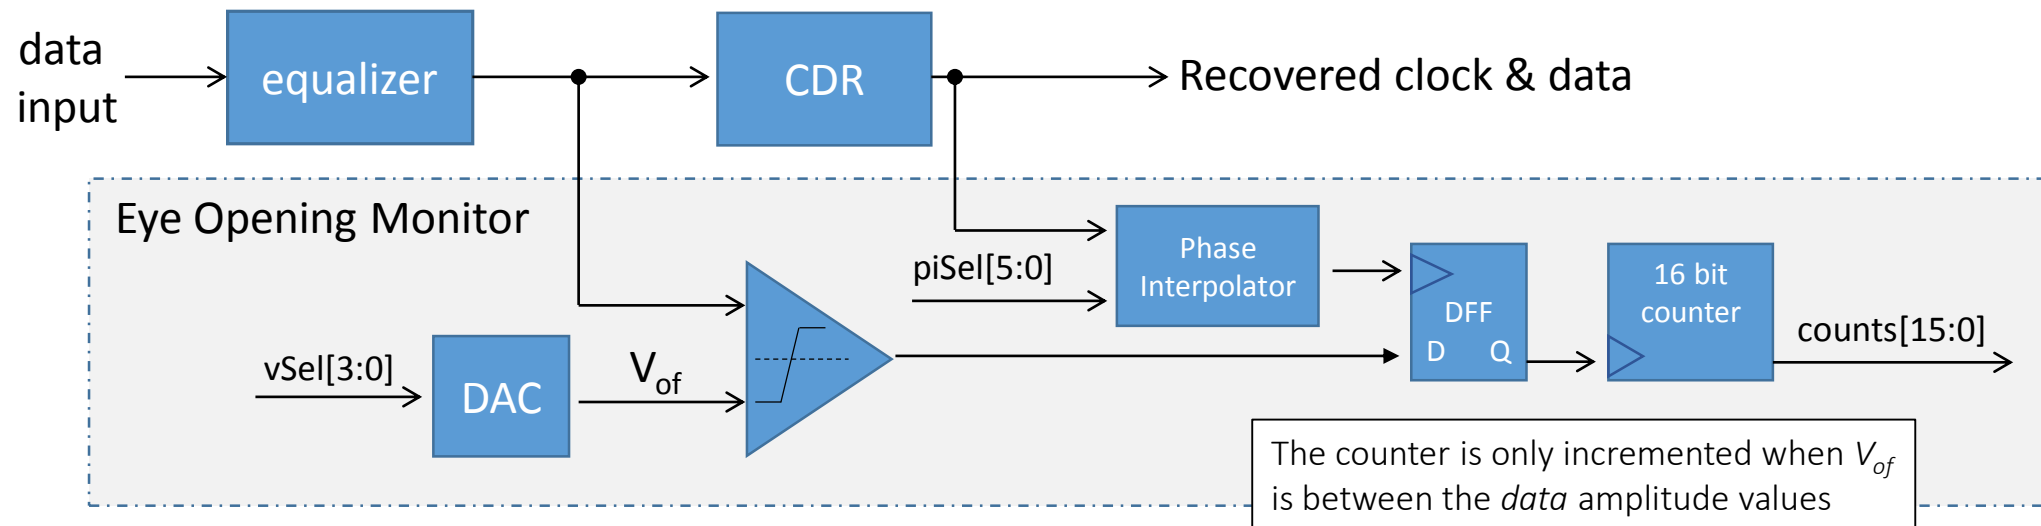 data
input
equalizer
CDR
Recovered clock & data
Eye Opening Monitor
piSel[5:0]
Phase
Interpolator
DFF
D Q
16 bit
counter
counts[15:0]
vSel[3:0]
DAC
Vof
The counter is only incremented when Vof
is between the data amplitude values